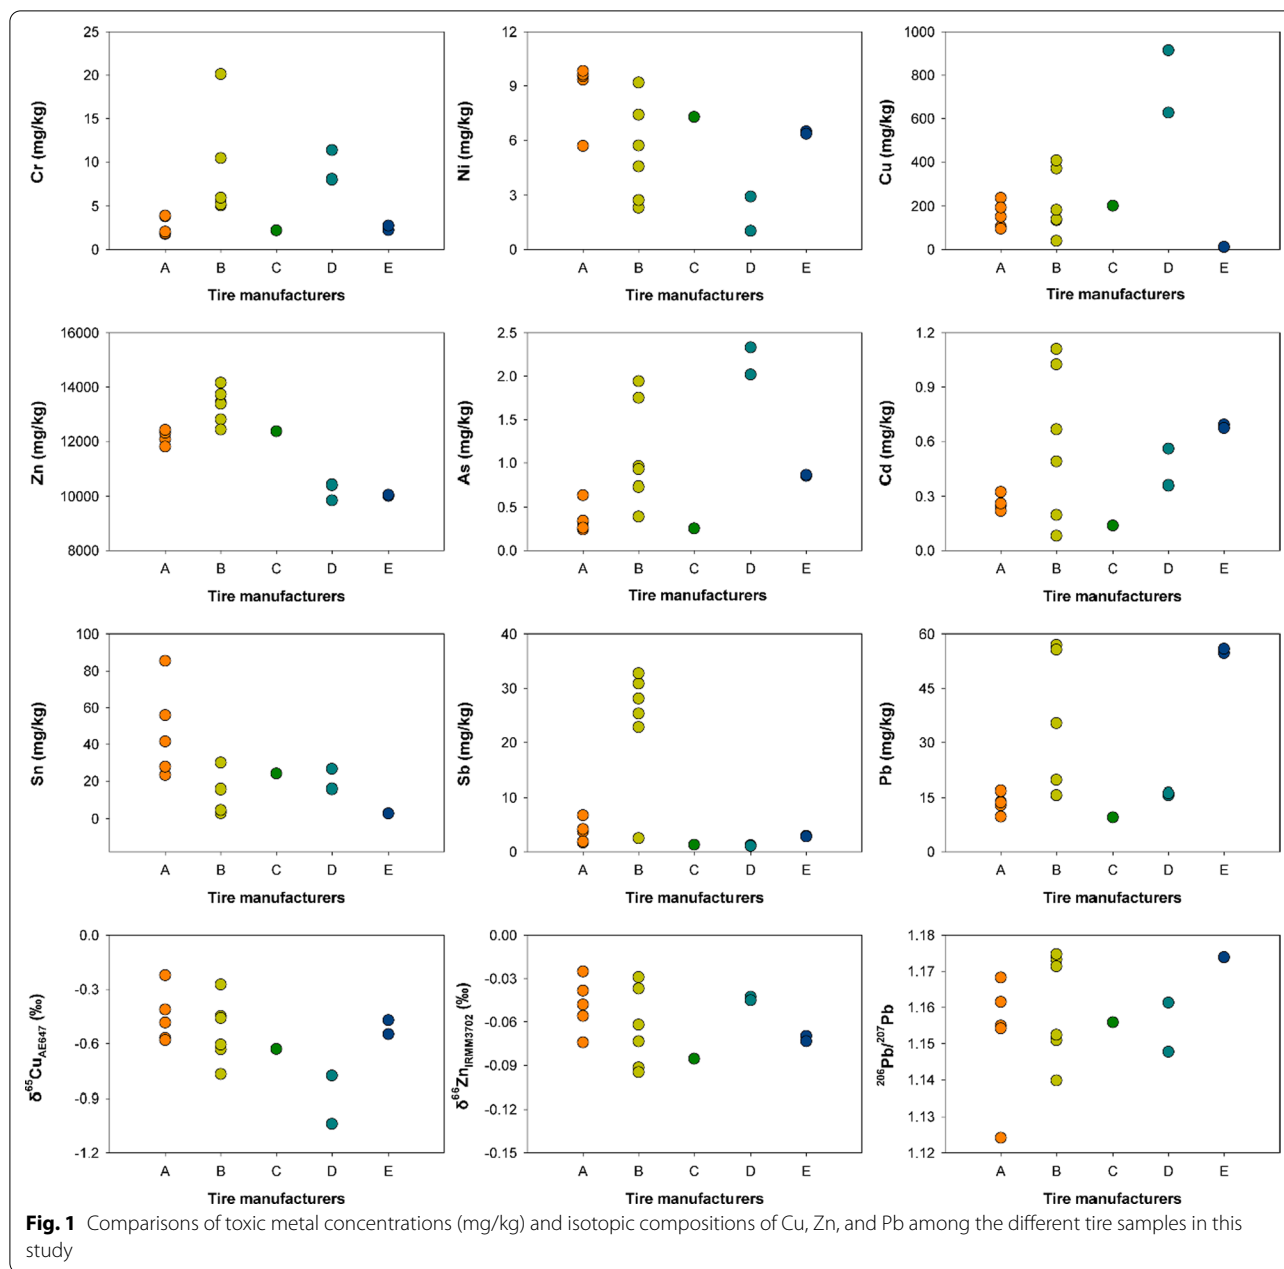 25
20
15
10
5
0
Cr (mg/kg)
A B C D E
Tire manufacturers
12
9
6
3
0
Ni (mg/kg)
A B C D E
Tire manufacturers
1000
800
600
400
200
0
Cu (mg/kg)
A B C D E
Tire manufacturers
16000
14000
12000
10000
8000
Zn (mg/kg)
A B C D E
Tire manufacturers
2.5
2.0
1.5
1.0
0.5
0.0
As (mg/kg)
A B C D E
Tire manufacturers
1.2
0.9
0.6
0.3
0.0
Cd (mg/kg)
A B C D E
Tire manufacturers
100
80
60
40
20
0
Sn (mg/kg)
A B C D E
Tire manufacturers
40
30
20
10
0
Sb (mg/kg)
A B C D E
Tire manufacturers
60
45
30
15
0
Pb (mg/kg)
A B C D E
Tire manufacturers
0.0
-0.3
-0.6
-0.9
-1.2
δ⁶⁵Cu_AE647 (‰)
A B C D E
Tire manufacturers
0.00
-0.03
-0.06
-0.09
-0.12
-0.15
δ⁶⁶Zn_IRMM3702 (‰)
A B C D E
Tire manufacturers
1.18
1.17
1.16
1.15
1.14
1.13
1.12
²⁰⁶Pb/²⁰⁷Pb
A B C D E
Tire manufacturers
Fig. 1 Comparisons of toxic metal concentrations (mg/kg) and isotopic compositions of Cu, Zn, and Pb among the different tire samples in this
study